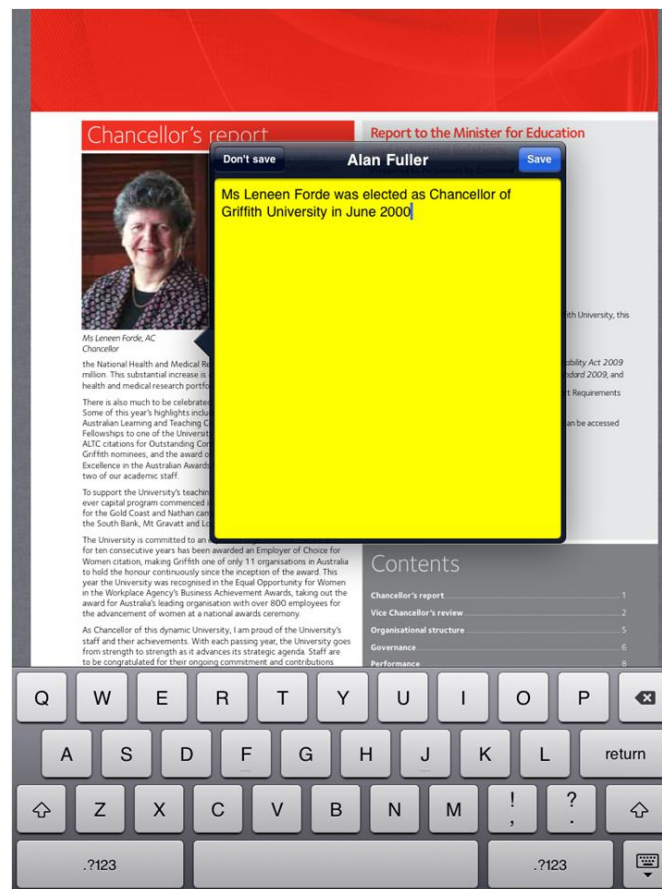 Chancellor's report
Report to the Minister for Education
Don't save
Alan Fuller
Save
Ms Leneen Forde was elected as Chancellor of
Griffith University in June 2000
Ms Leneen Forde, AC
Chancellor
the National Health and Medical
million. This substantial increase is
health and medical research
There is also much to be celebrated
Some of this year's highlights
Australian Learning and Teaching
Fellowships to one of the
ALTC citations for Outstanding
Griffith nominees, and the award
Excellence in the Australian Awards
two of our academic staff.
To support the University's
ever capital program commenced
for the Gold Coast and Nathan
the South Bank, Mt Gravatt and
The University is committed to an
for ten consecutive years has been awarded an Employer of Choice for
Women citation, making Griffith one of only 11 organisations in Australia
to hold the honour continuously since the inception of the award. This
year the University was recognised in the Equal Opportunity for Women
in the Workplace Agency's Business Achievement Awards, taking out the
award for Australia's leading organisation with over 800 employees for
the advancement of women at a national awards ceremony.
As Chancellor of this dynamic University, I am proud of the University's
staff and their achievements. With each passing year, the University goes
from strength to strength as it advances its strategic agenda. Staff are
to be congratulated for their ongoing commitment and contributions
University, this
Act 2009
2009, and
Requirements
an be accessed
Contents
Chancellor's report 1
Vice Chancellor's review 2
Organisational structure 5
Governance 6
Performance 8
Q W E R T Y U I O P
A S D F G H J K L return
Z X C V B N M ! , ? .
.?123 .?123